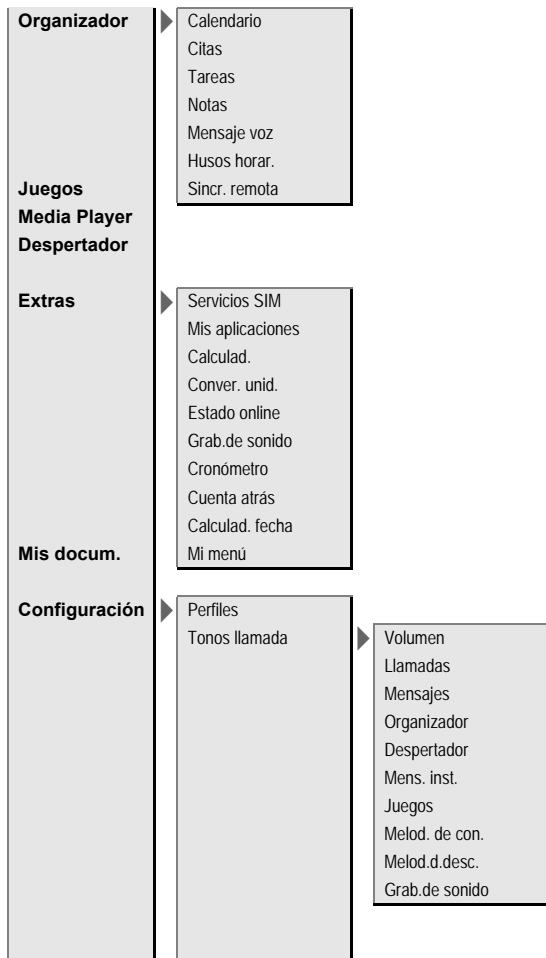 Organizador
Calendario
Citas
Tareas
Notas
Mensaje voz
Husos horar.
Sincr. remota
Juegos
Media Player
Despertador
Extras
Servicios SIM
Mis aplicaciones
Calculad.
Conver. unid.
Estado online
Grab.de sonido
Cronómetro
Cuenta atrás
Calculad. fecha
Mi menú
Mis docum.
Configuración
Perfiles
Tonos llamada
Volumen
Llamadas
Mensajes
Organizador
Despertador
Mens. inst.
Juegos
Melod. de con.
Melod.d.desc.
Grab.de sonido